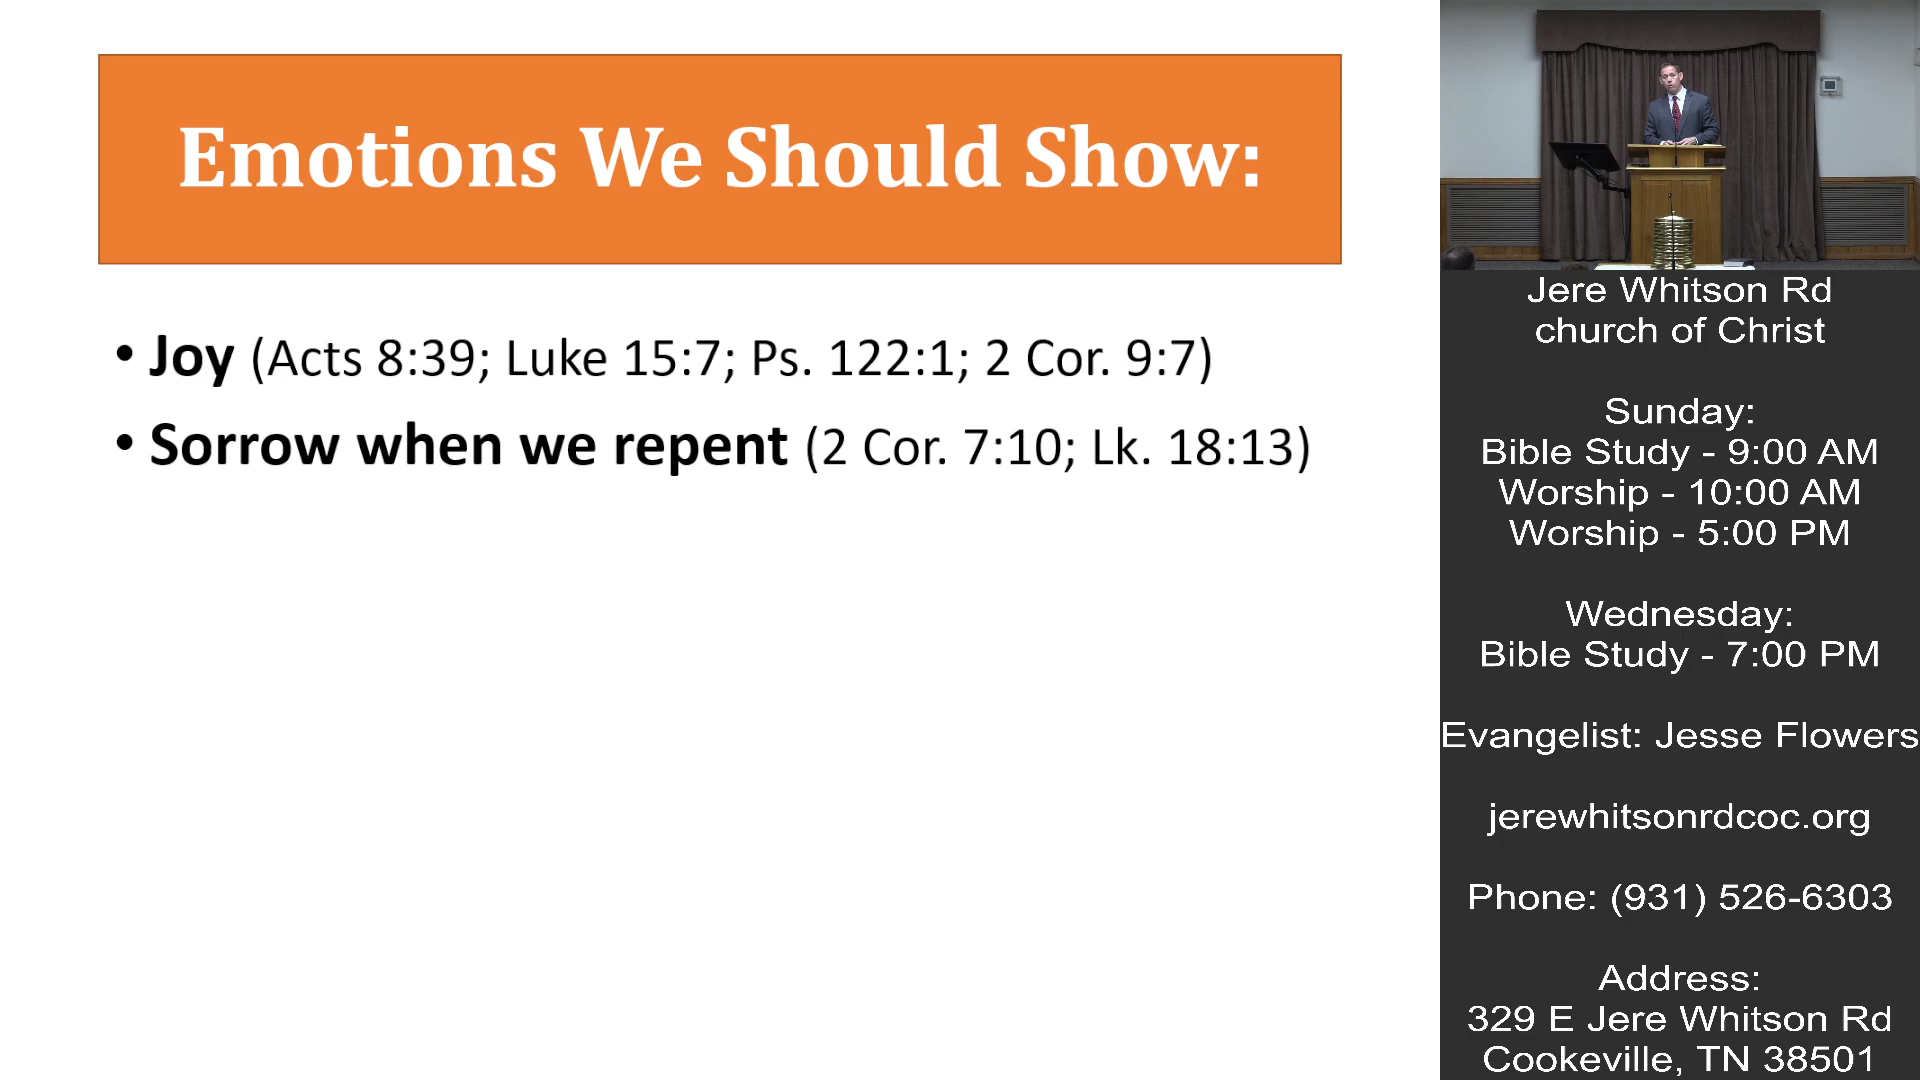 Emotions We Should Show:
• Joy (Acts 8:39; Luke 15:7; Ps. 122:1; 2 Cor. 9:7)
• Sorrow when we repent (2 Cor. 7:10; Lk. 18:13)
Jere Whitson Rd
church of Christ
Sunday:
Bible Study - 9:00 AM
Worship - 10:00 AM
Worship - 5:00 PM
Wednesday:
Bible Study - 7:00 PM
Evangelist: Jesse Flowers
jerewhitsonrdcoc.org
Phone: (931) 526-6303
Address:
329 E Jere Whitson Rd
Cookeville, TN 38501